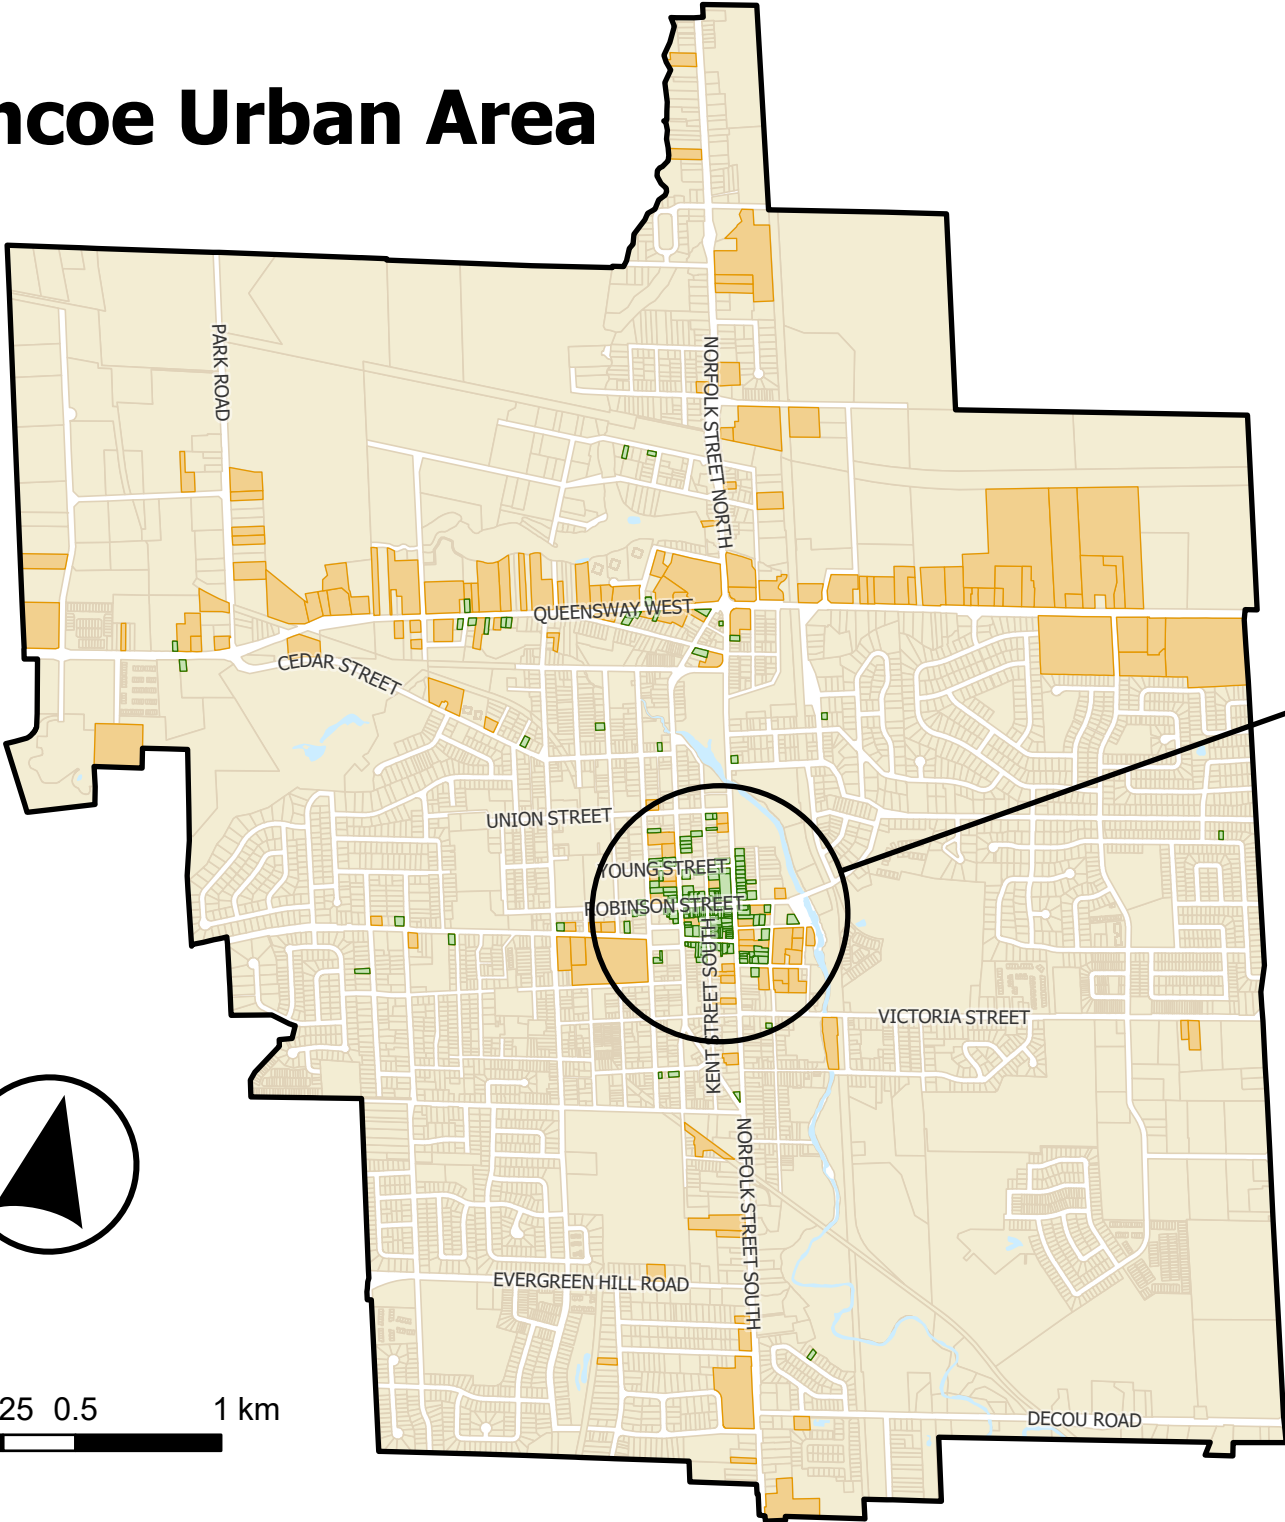 ncoe Urban Area
PARK ROAD
NORFOLK STREET NORTH
QUEENSWAY WEST
CEDAR STREET
UNION STREET
YOUNG STREET
ROBINSON STREET
KENT STREET SOUTH
VICTORIA STREET
NORFOLK STREET SOUTH
EVERGREEN HILL ROAD
25 0.5 1 km
DECOU ROAD